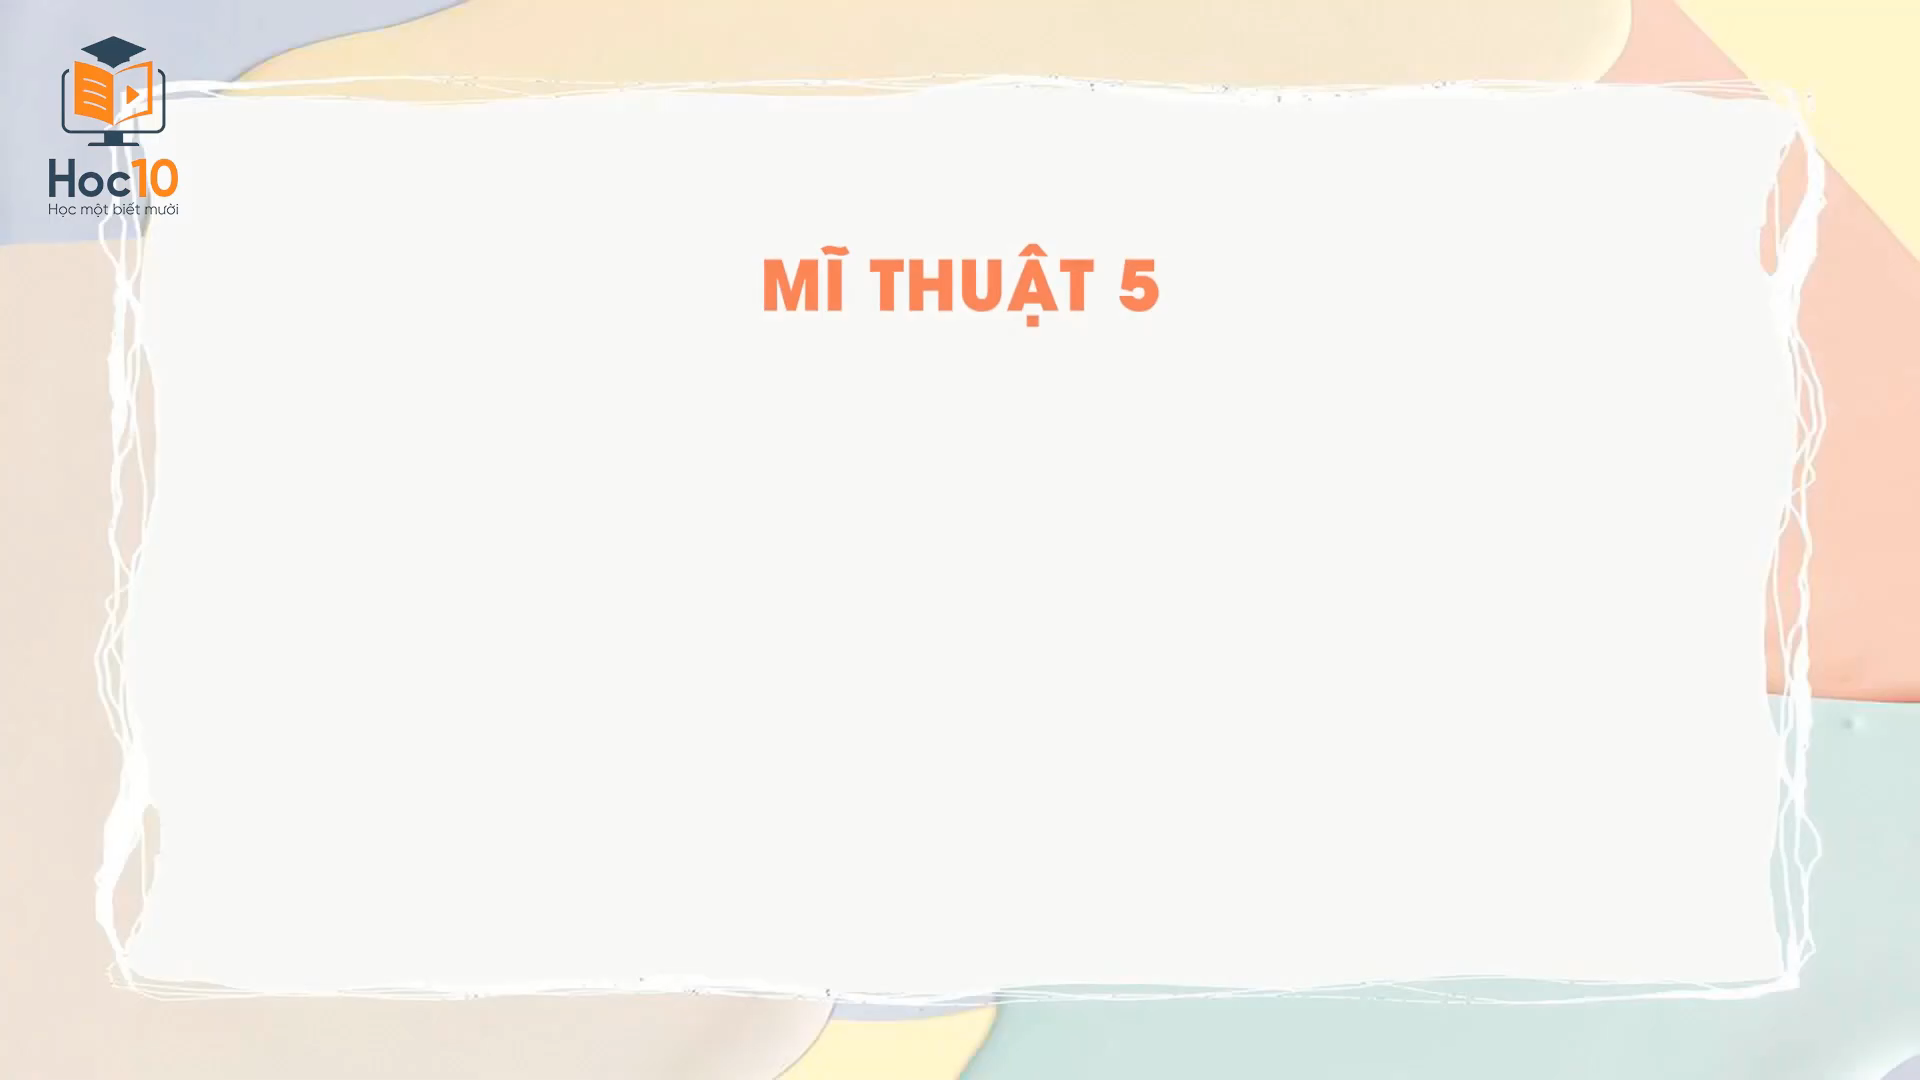 Hoc10
Học một biết mười
MĨ THUẬT 5